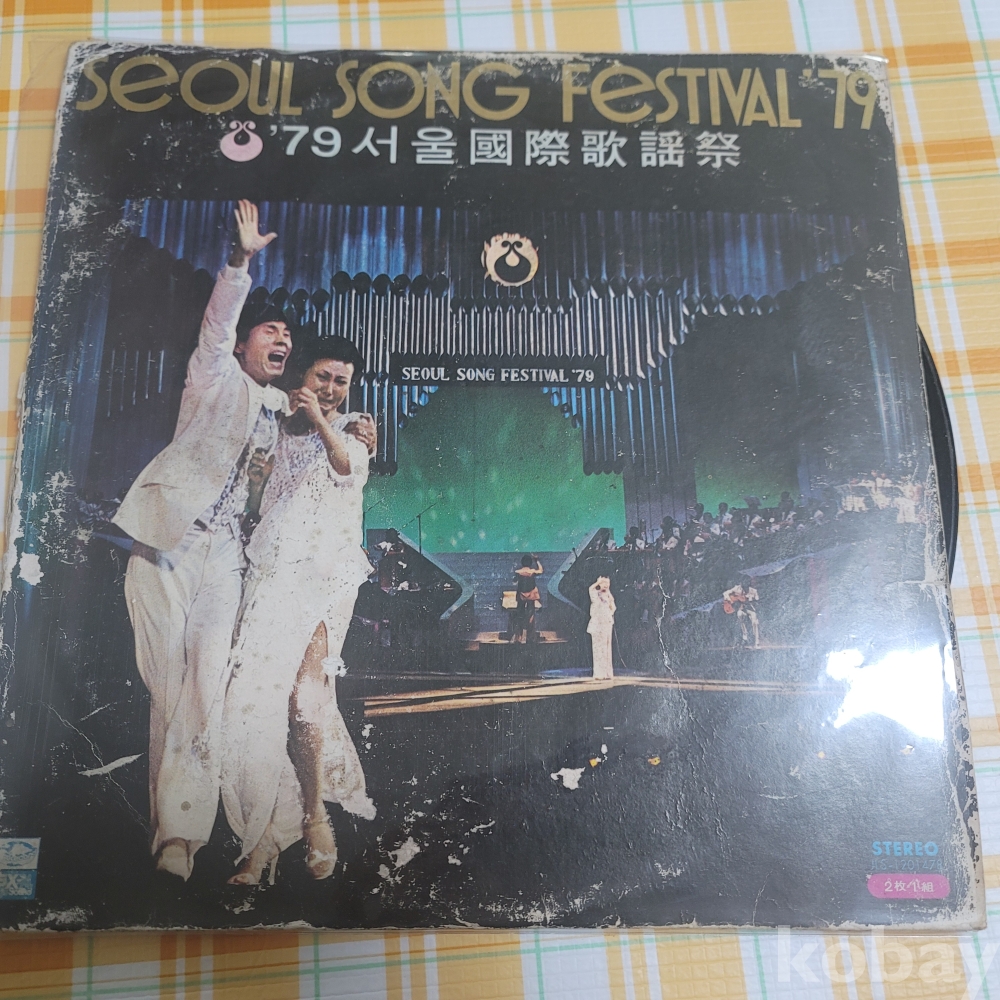 SEOUL SONG FESTIVAL '79
'79 서울國際歌謠祭
SEOUL SONG FESTIVAL '79
STEREO
2枚1組
kobay